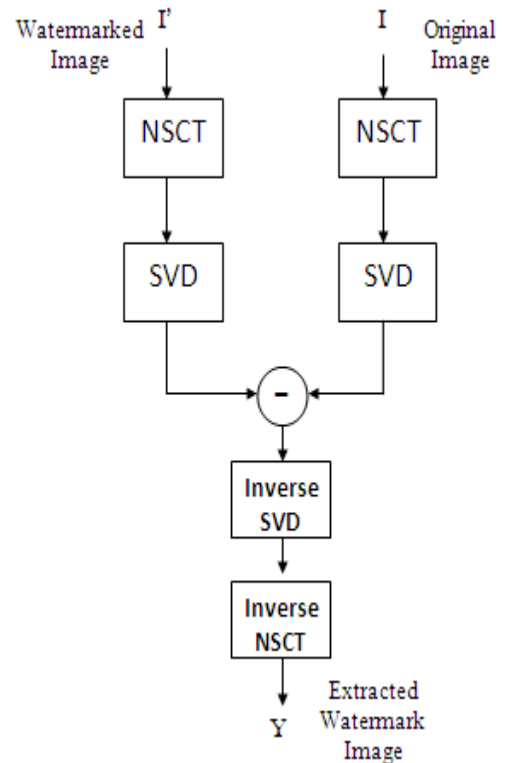 Watermarked
Image
I'
I
Original
Image
NSCT
NSCT
SVD
SVD
-
Inverse
SVD
Inverse
NSCT
Y
Extracted
Watermark
Image